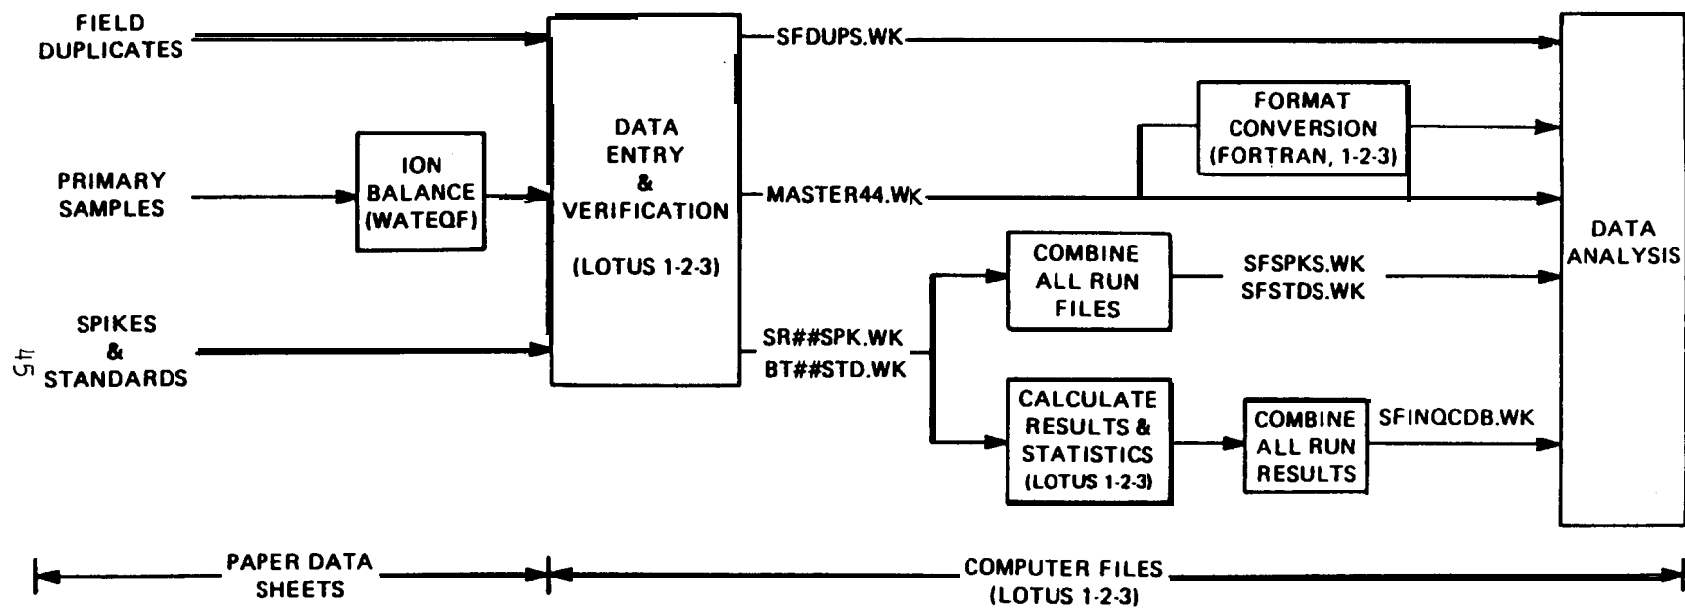 FIELD
DUPLICATES
PRIMARY
SAMPLES
SPIKES
&
STANDARDS
45
ION
BALANCE
(WATEQF)
DATA
ENTRY
&
VERIFICATION
(LOTUS 1-2-3)
SFDUPS.WK
MASTER44.WK
SR##SPK.WK
BT##STD.WK
FORMAT
CONVERSION
(FORTRAN, 1-2-3)
COMBINE
ALL RUN
FILES
SFSPKS.WK
SFSTDS.WK
CALCULATE
RESULTS &
STATISTICS
(LOTUS 1-2-3)
COMBINE
ALL RUN
RESULTS
SFINQCDB.WK
DATA
ANALYSIS
PAPER DATA
SHEETS
COMPUTER FILES
(LOTUS 1-2-3)